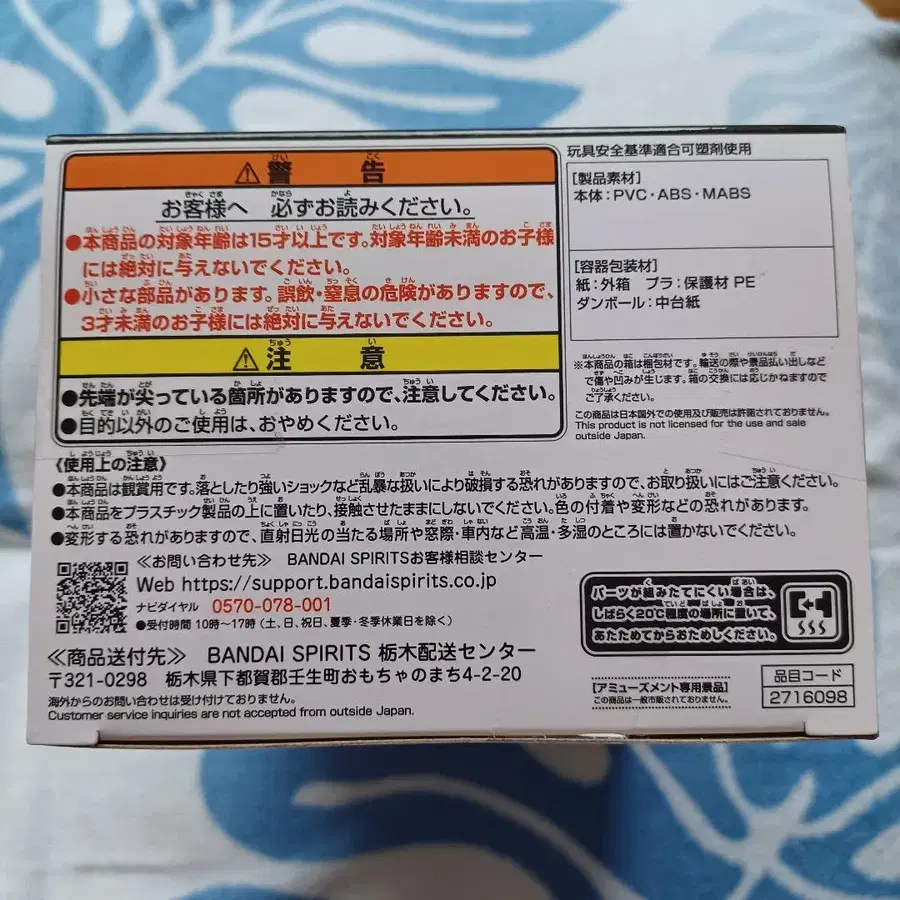 ⚠警告
お客様へ 必ずお読みください。
●本商品の対象年齢は15才以上です。対象年齢未満のお子様
には絶対に与えないでください。
●小さな部品があります。誤飲・窒息の危険がありますので、
3才未満のお子様には絶対に与えないでください。
⚠注意
●先端が尖っている箇所がありますので、注意してください。
●目的以外のご使用は、おやめください。
玩具安全基準適合可塑剤使用
[製品素材]
本体:PVC・ABS・MABS
[容器包装材]
紙:外箱 プラ:保護材 PE
ダンボール:中台紙
※本商品の箱は梱包材です。輸送の際や景品払い出しなど
で傷や凹みが生じます。箱の交換には応じかねますので
ご了承ください。
この商品は日本国外での使用及び販売は許諾されておりません。
This product is not licensed for the use and sale
outside Japan.
《使用上の注意》
●本商品は観賞用です。落としたり強いショックなど乱暴な扱いにより破損する恐れがありますので、お取り扱いにはご注意ください。
●本商品をプラスチック製品の上に置いたり、接触させたままにしないでください。色の付着や変形などの恐れがあります。
●変形する恐れがありますので、直射日光の当たる場所や窓際・車内など高温・多湿のところには置かないでください。
≪お問い合わせ先≫ BANDAI SPIRITSお客様相談センター
Web https://support.bandaispirits.co.jp
ナビダイヤル 0570-078-001
●受付時間 10時〜17時(土、日、祝日、夏季・冬季休業日を除く)
≪商品送付先≫ BANDAI SPIRITS 栃木配送センター
〒321-0298 栃木県下都賀郡壬生町おもちゃのまち4-2-20
海外からのお問い合わせは受け付けておりません。
Customer service inquiries are not accepted from outside Japan.
パーツが組みたてにくい場合は、
しばらく20℃程度の場所に置いて、
あたためてからおためしください。
[アミューズメント専用景品]
この商品は一般市販されておりません。
品目コード
2716098